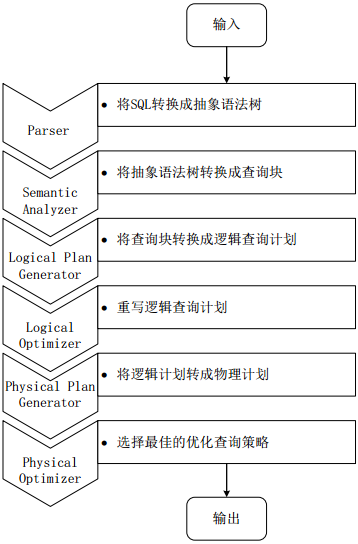 输入
Parser
• 将SQL转换成抽象语法树
Semantic
Analyzer
• 将抽象语法树转换成查询块
Logical Plan
Generator
• 将查询块转换成逻辑查询计划
Logical
Optimizer
• 重写逻辑查询计划
Physical Plan
Generator
• 将逻辑计划转成物理计划
Physical
Optimizer
• 选择最佳的优化查询策略
输出